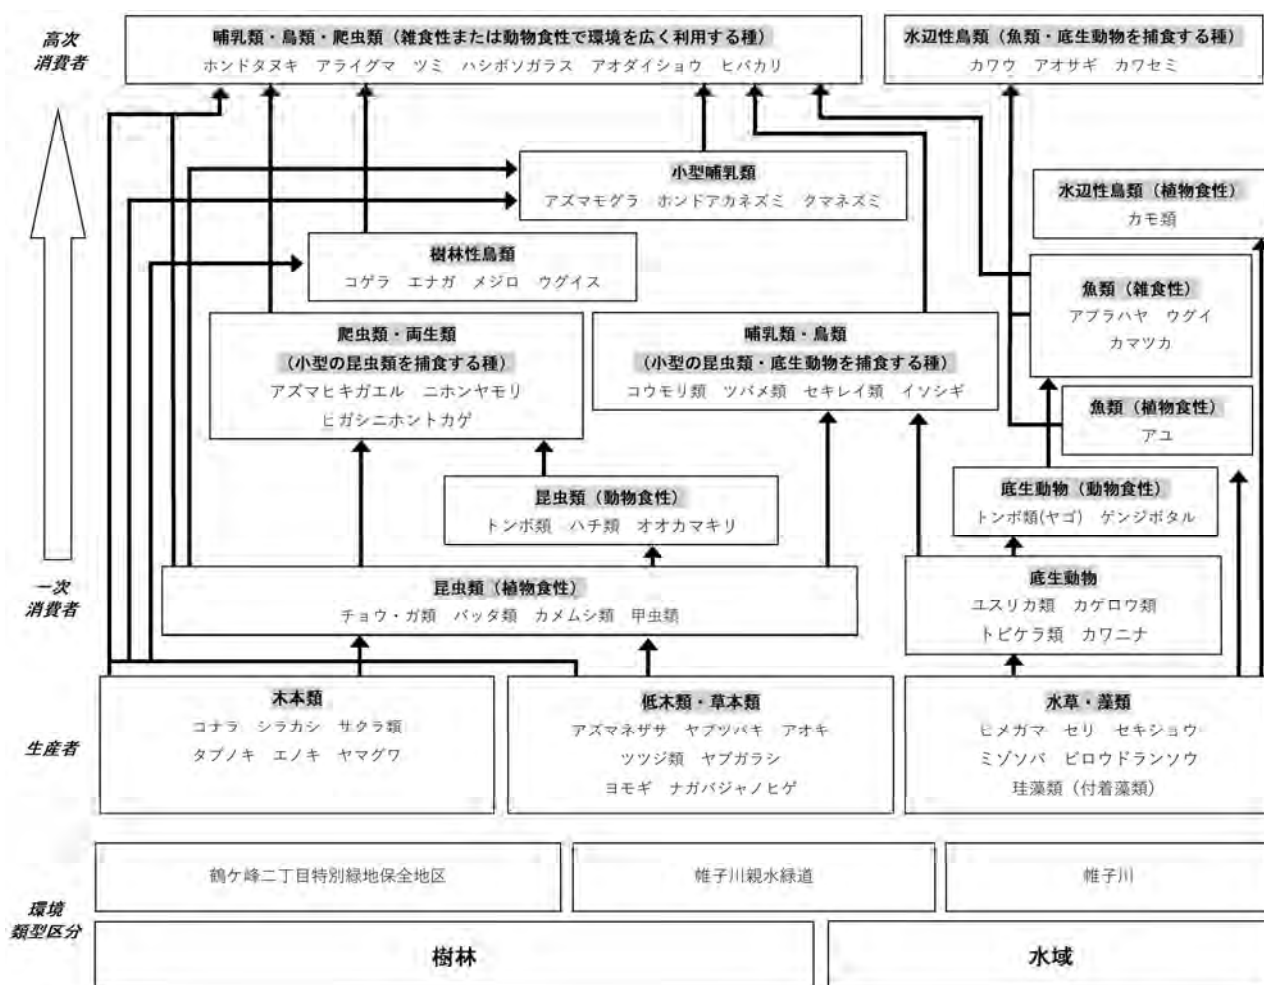 高次
消費者
哺乳類・鳥類・爬虫類(雑食性または動物食性で環境を広く利用する種)
ホンドタヌキ アライグマ ツミ ハシボソガラス アオダイショウ ヒバカリ
水辺性鳥類(魚類・底生動物を捕食する種)
カワウ アオサギ カワセミ
小型哺乳類
アズマモグラ ホンドアカネズミ クマネズミ
水辺性鳥類(植物食性)
カモ類
樹林性鳥類
コゲラ エナガ メジロ ウグイス
魚類(雑食性)
アブラハヤ ウグイ
カマツカ
爬虫類・両生類
(小型の昆虫類を捕食する種)
アズマヒキガエル ニホンヤモリ
ヒガシニホントカゲ
哺乳類・鳥類
(小型の昆虫類・底生動物を捕食する種)
コウモリ類 ツバメ類 セキレイ類 イソシギ
魚類(植物食性)
アユ
昆虫類(動物食性)
トンボ類 ハチ類 オオカマキリ
底生動物(動物食性)
トンボ類(ヤゴ) ゲンジボタル
一次
消費者
昆虫類(植物食性)
チョウ・ガ類 バッタ類 カメムシ類 甲虫類
底生動物
ユスリカ類 カゲロウ類
トビケラ類 カワニナ
生産者
木本類
コナラ シラカシ サクラ類
タブノキ エノキ ヤマグワ
低木類・草本類
アズマネザサ ヤブツバキ アオキ
ツツジ類 ヤブガラシ
ヨモギ ナガバジャノヒゲ
水草・藻類
ヒメガマ セリ セキショウ
ミゾソバ ビロウドランソウ
珪藻類(付着藻類)
環境
類型区分
鶴ケ峰二丁目特別緑地保全地区
帷子川親水緑道
帷子川
樹林
水域